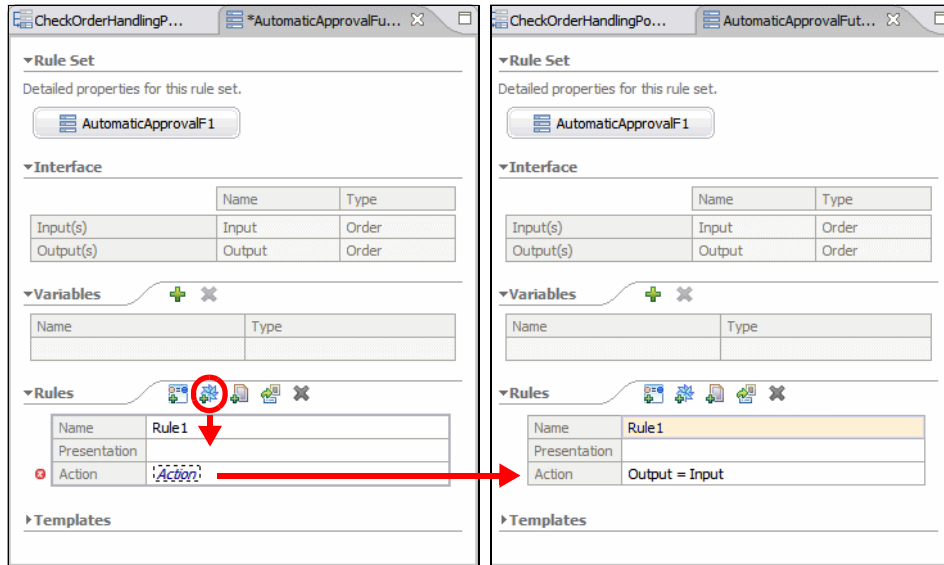 CheckOrderHandlingP...
*AutomaticApprovalFu...
Rule Set
Detailed properties for this rule set.
AutomaticApprovalF1
Interface
Name Type
Input(s) Input Order
Output(s) Output Order
Variables
Name Type
Rules
Name Rule1
Presentation
Action Action
Templates
CheckOrderHandlingPo...
AutomaticApprovalFut...
Rule Set
Detailed properties for this rule set.
AutomaticApprovalF1
Interface
Name Type
Input(s) Input Order
Output(s) Output Order
Variables
Name Type
Rules
Name Rule1
Presentation
Action Output = Input
Templates